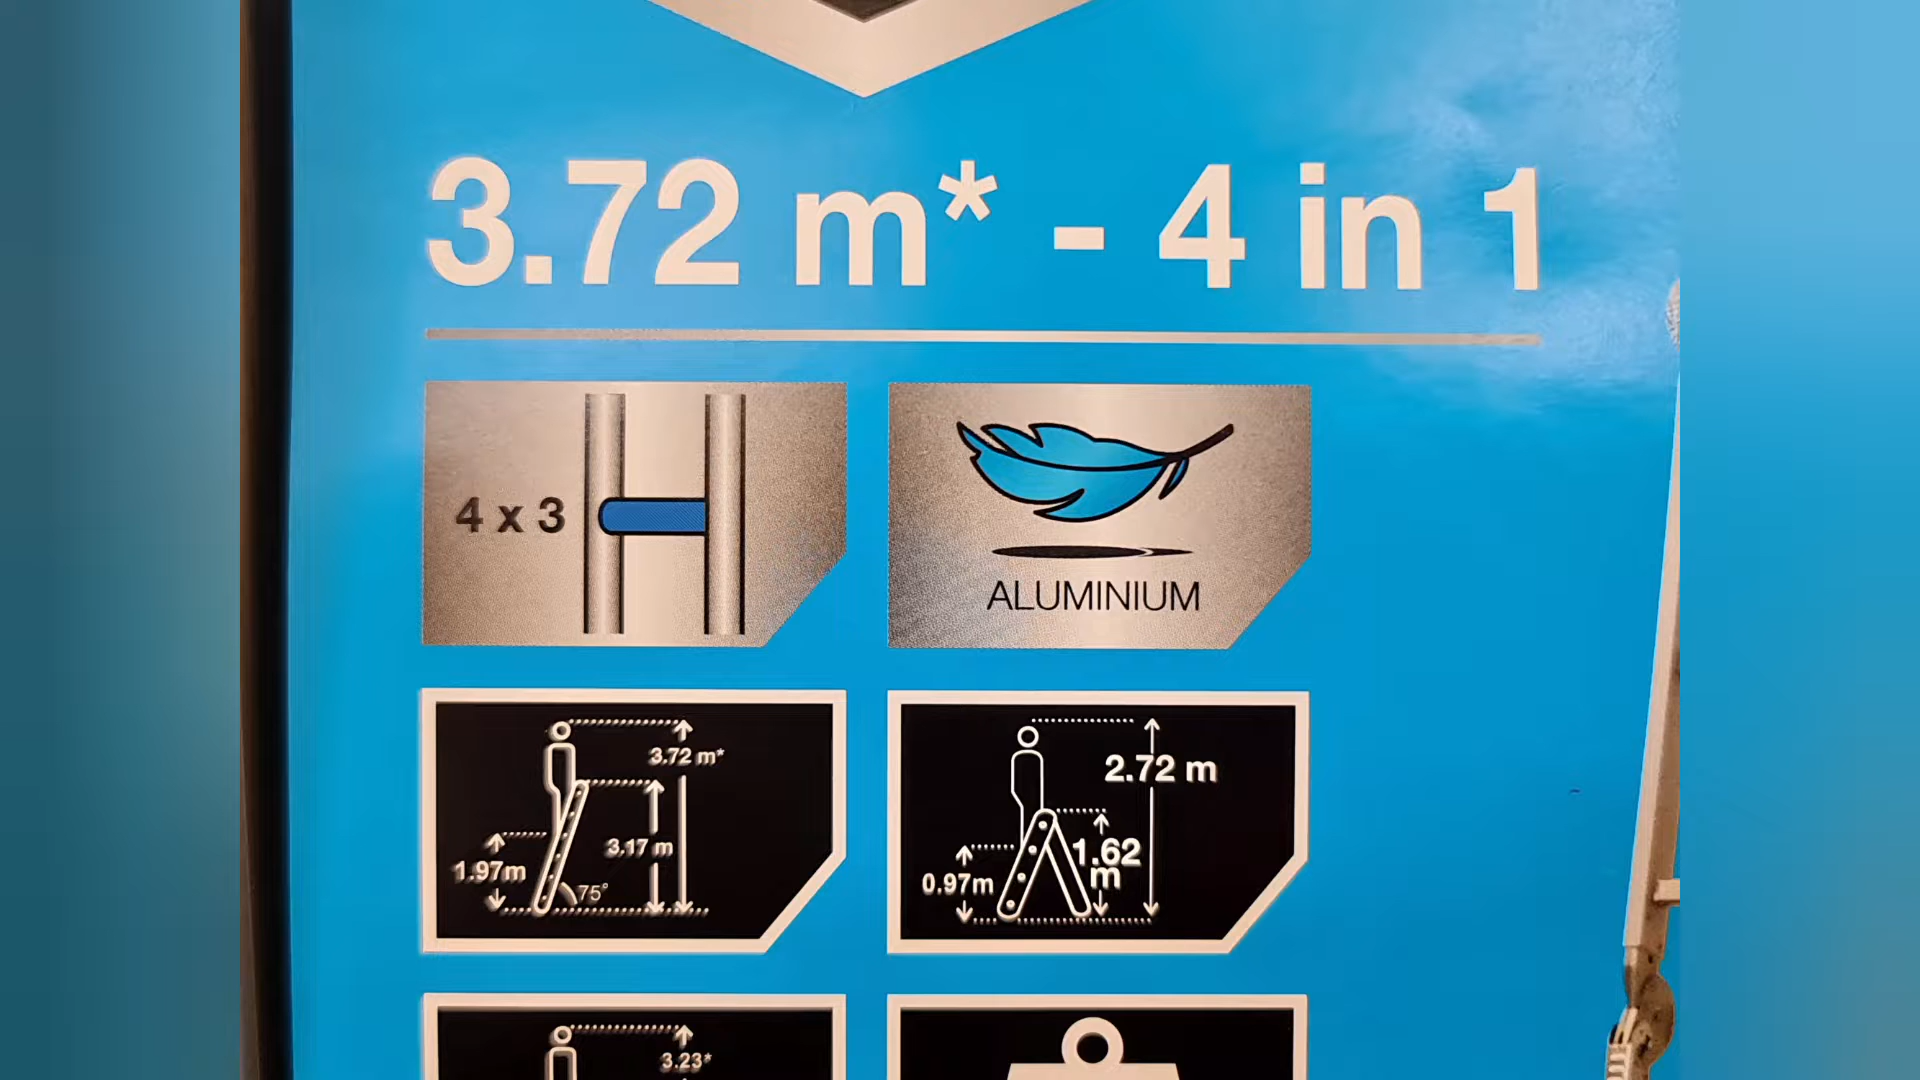 3.72 m* - 4 in 1
4 x 3
ALUMINIUM
3.72 m*
3.17 m
1.97m
75°
2.72 m
1.62
m
0.97m
3.23*